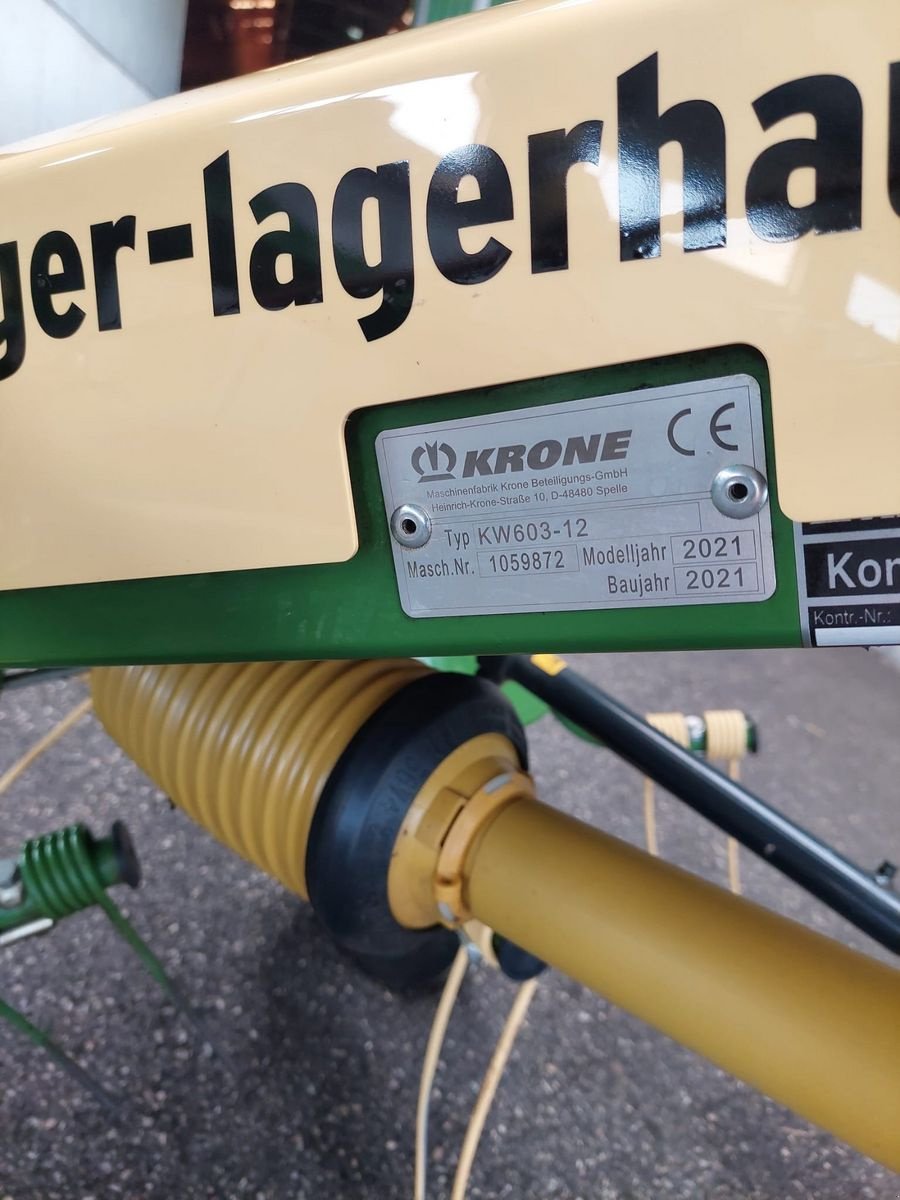 ger-lagerhau
KRONE CE
Maschinenfabrik Krone Beteiligungs-GmbH
Heinrich-Krone-Straße 10, D-48480 Spelle
Typ KW603-12
Masch.Nr. 1059872 Modelljahr 2021
Baujahr 2021
Kon
Kontr.-Nr.: